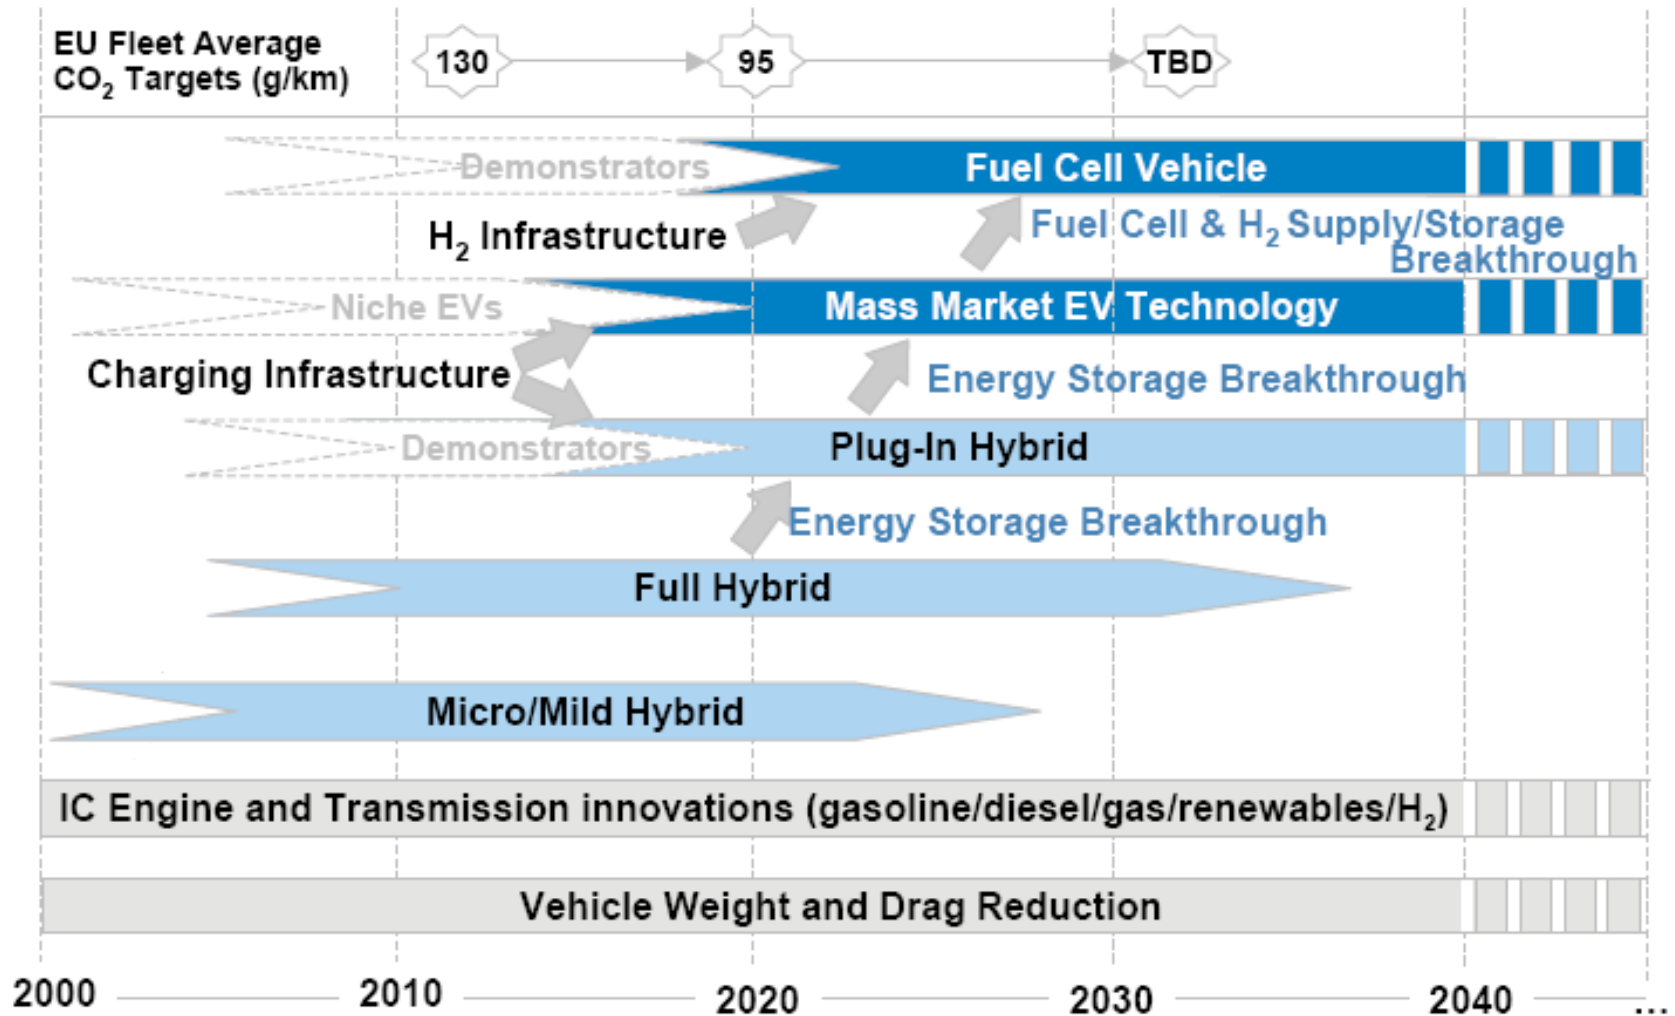 EU Fleet Average
CO₂ Targets (g/km)
130
95
TBD
Demonstrators
Fuel Cell Vehicle
H₂ Infrastructure
Fuel Cell & H₂ Supply/Storage
Breakthrough
Niche EVs
Mass Market EV Technology
Charging Infrastructure
Energy Storage Breakthrough
Demonstrators
Plug-In Hybrid
Energy Storage Breakthrough
Full Hybrid
Micro/Mild Hybrid
IC Engine and Transmission innovations (gasoline/diesel/gas/renewables/H₂)
Vehicle Weight and Drag Reduction
2000
2010
2020
2030
2040
...